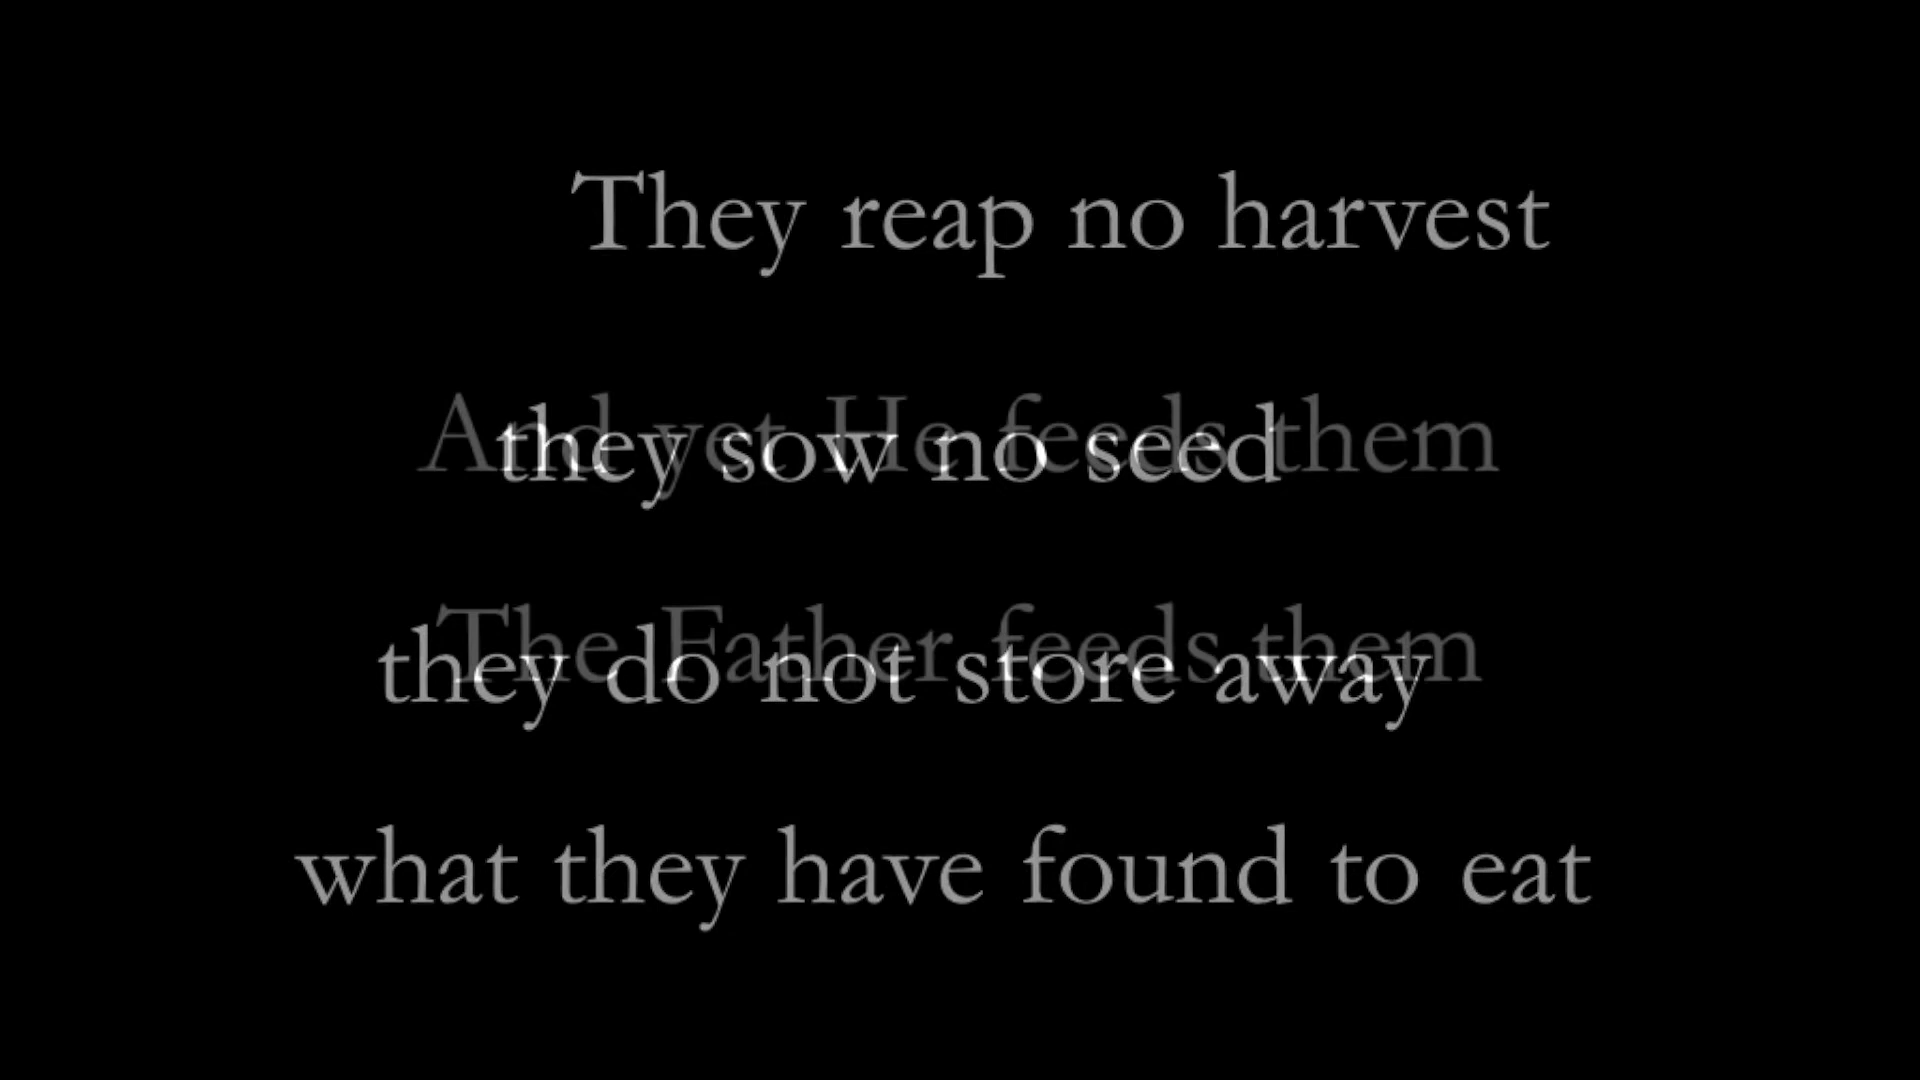 They reap no harvest
And yet He feeds them
they sow no seed
The Father feeds them
they do not store away
what they have found to eat